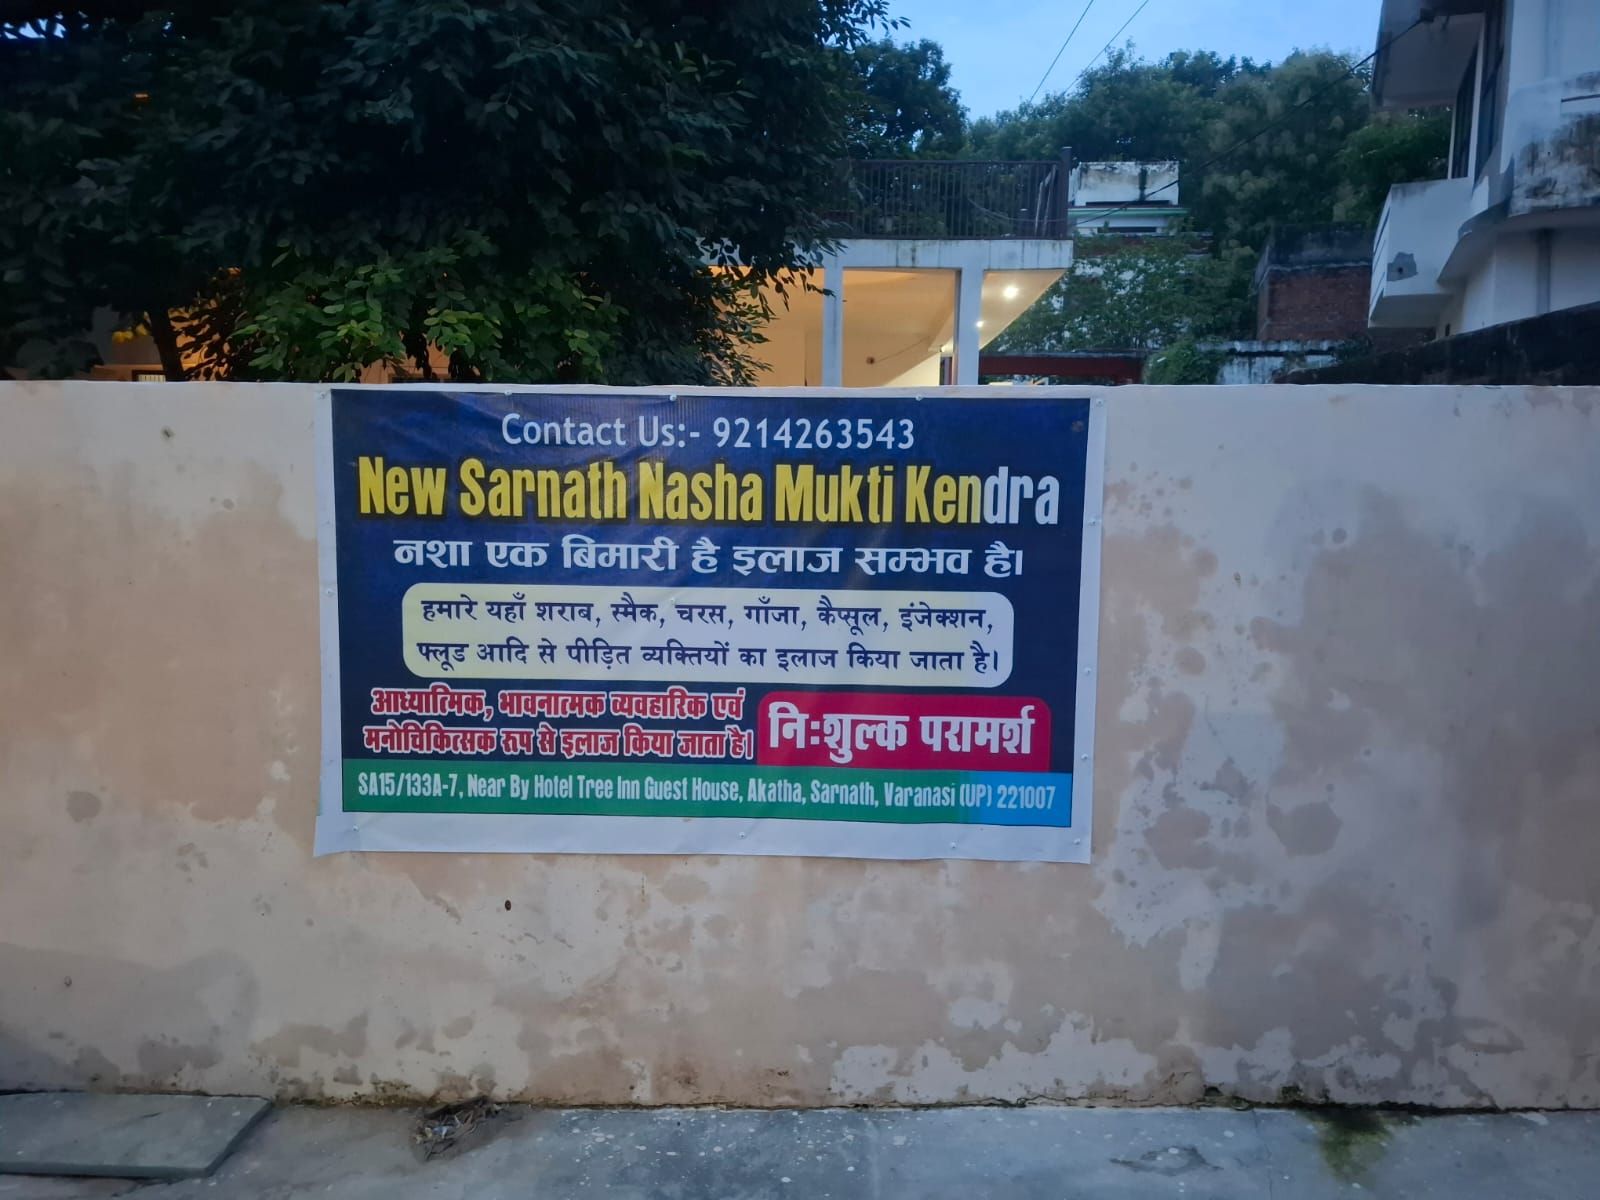 Contact Us:- 9214263543
New Sarnath Nasha Mukti Kendra
नशा एक बिमारी है इलाज सम्भव है।
हमारे यहाँ शराब, स्मैक, चरस, गाँजा, कैप्सूल, इंजेक्शन,
फ्लूड आदि से पीड़ित व्यक्तियों का इलाज किया जाता है।
आध्यात्मिक, भावनात्मक व्यवहारिक एवं
मनोचिकित्सक रूप से इलाज किया जाता है।
नि:शुल्क परामर्श
SA15/133A-7, Near By Hotel Tree Inn Guest House, Akatha, Sarnath, Varanasi (UP) 221007